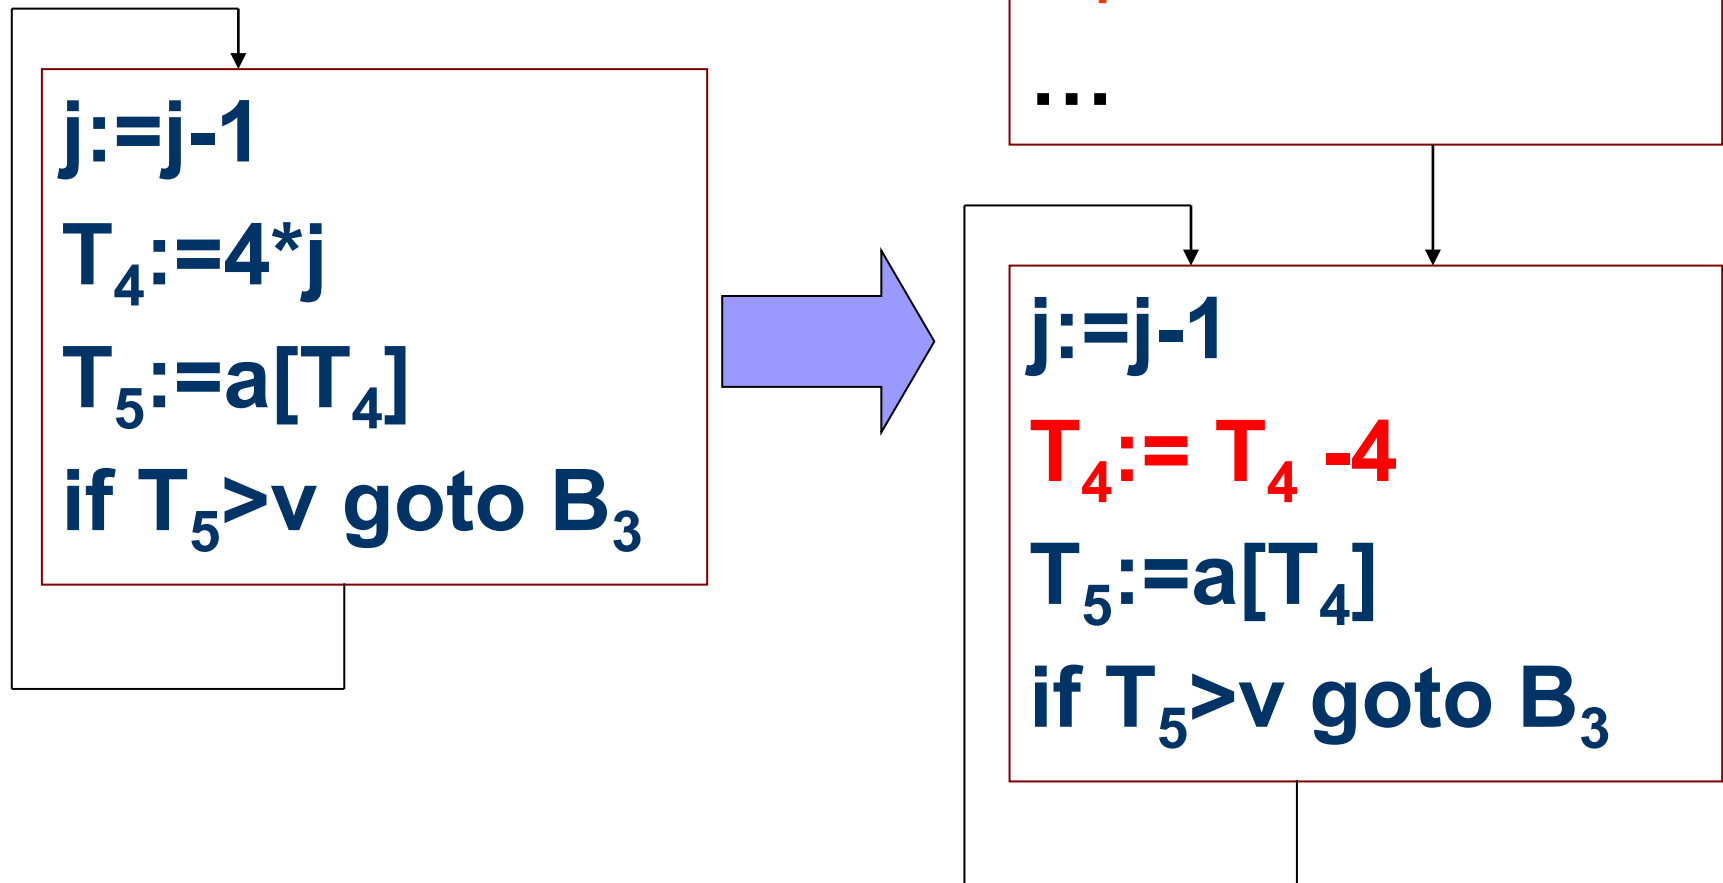 j:=j-1
T₄:=4*j
T₅:=a[T₄]
if T₅>v goto B₃
...
j:=j-1
T₄:= T₄ -4
T₅:=a[T₄]
if T₅>v goto B₃